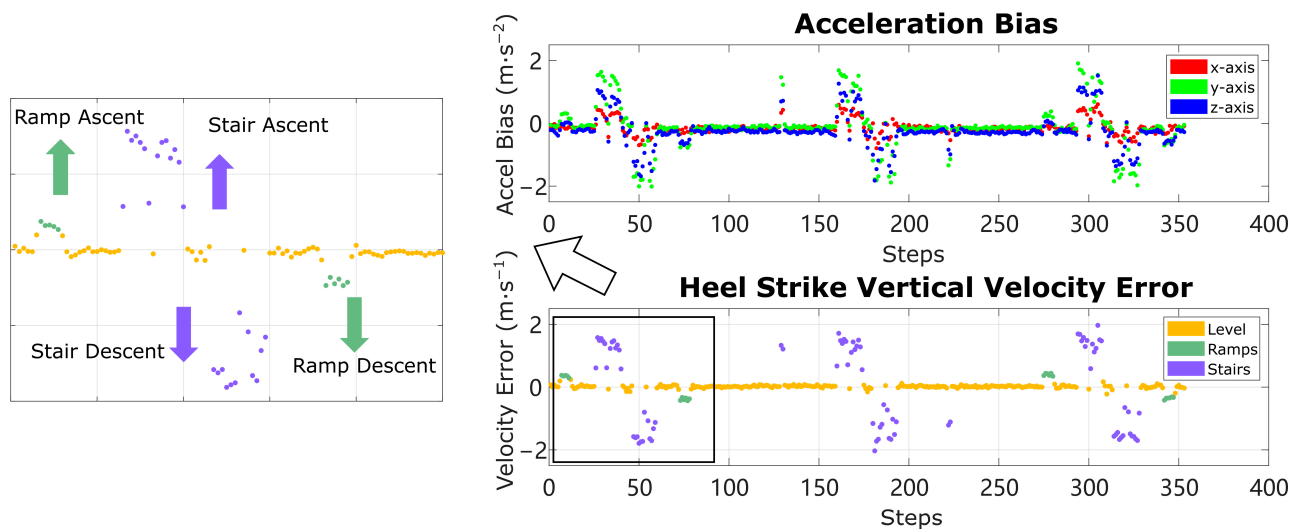 Ramp Ascent
Stair Ascent
Stair Descent
Ramp Descent
Acceleration Bias
Accel Bias (m·s⁻²)
2
0
−2
0 50 100 150 200 250 300 350 400
Steps
x-axis
y-axis
z-axis
Heel Strike Vertical Velocity Error
Velocity Error (m·s⁻¹)
2
0
−2
0 50 100 150 200 250 300 350 400
Steps
Level
Ramps
Stairs